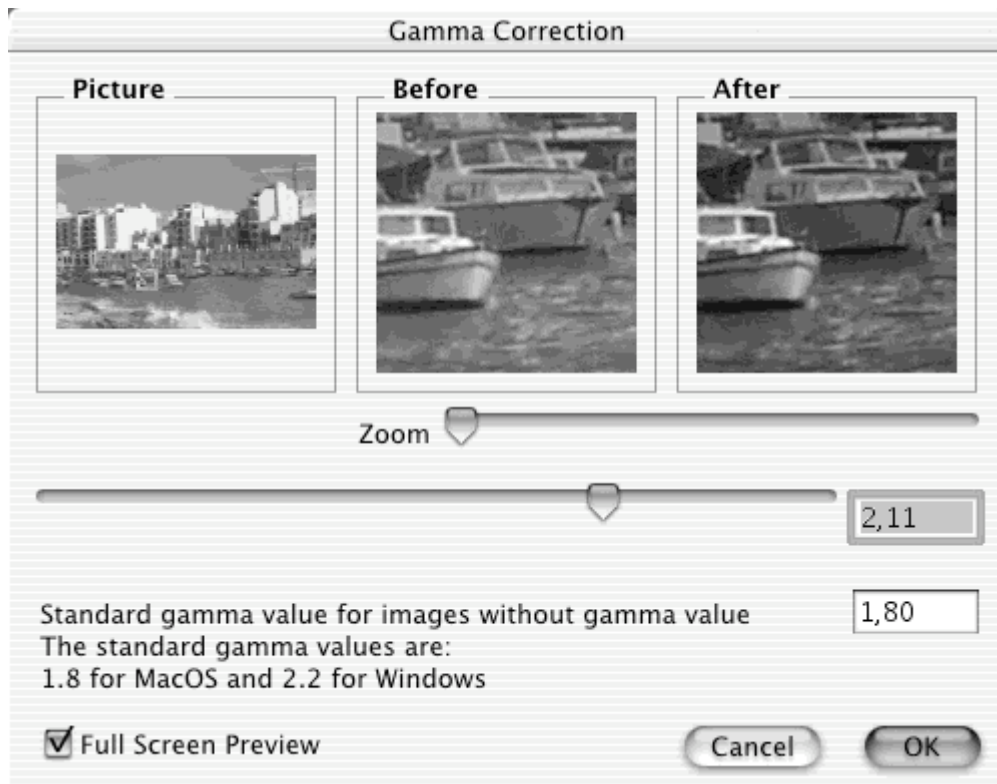 Gamma Correction
Picture
Before
After
Zoom
2,11
Standard gamma value for images without gamma value
1,80
The standard gamma values are:
1.8 for MacOS and 2.2 for Windows
Full Screen Preview
Cancel
OK